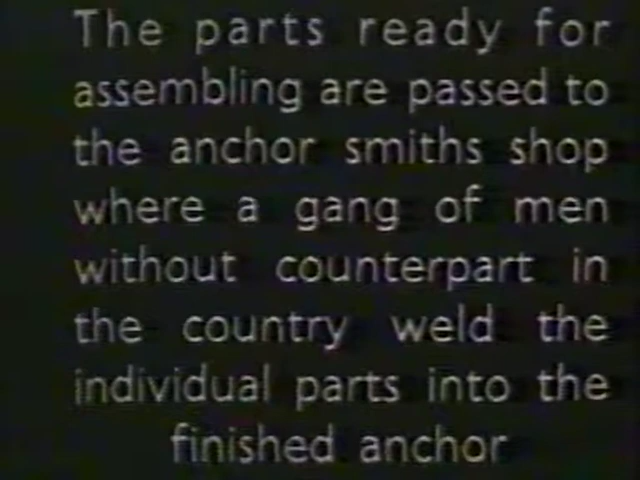 The parts ready for
assembling are passed to
the anchor smiths shop
where a gang of men
without counterpart in
the country weld the
individual parts into the
finished anchor